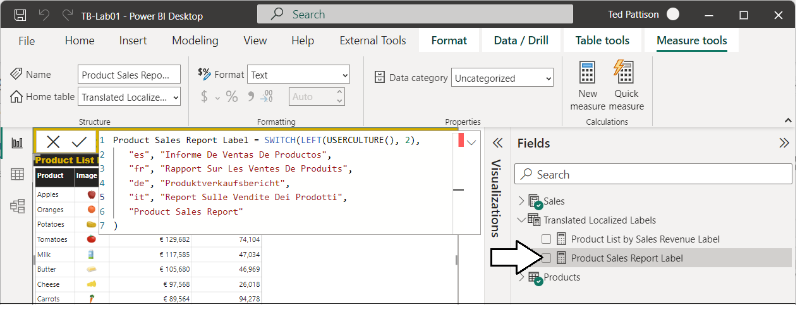 TB-Lab01 - Power BI Desktop
Search
Ted Pattison
File Home Insert Modeling View Help External Tools Format Data / Drill Table tools Measure tools
Name Product Sales Repo... $% Format Text Data category Uncategorized New measure Quick measure
Home table Translated Localize... $ % 9 .00 Auto
Structure Formatting Properties Calculations
1 Product Sales Report Label = SWITCH(LEFT(USERCULTURE(), 2),
2 "es", "Informe De Ventas De Productos",
3 "fr", "Rapport Sur Les Ventes De Produits",
4 "de", "Produktverkaufsbericht",
5 "it", "Report Sulle Vendite Dei Prodotti",
6 "Product Sales Report"
7 )
Product List
Product Image
Apples
Oranges
Potatoes
Tomatoes € 129,682 74,104
Milk € 117,585 47,034
Butter € 105,680 46,969
Cheese € 97,568 26,018
Carrots € 89,564 94,278
Visualizations
Fields
Search
Sales
Translated Localized Labels
Product List by Sales Revenue Label
Product Sales Report Label
Products